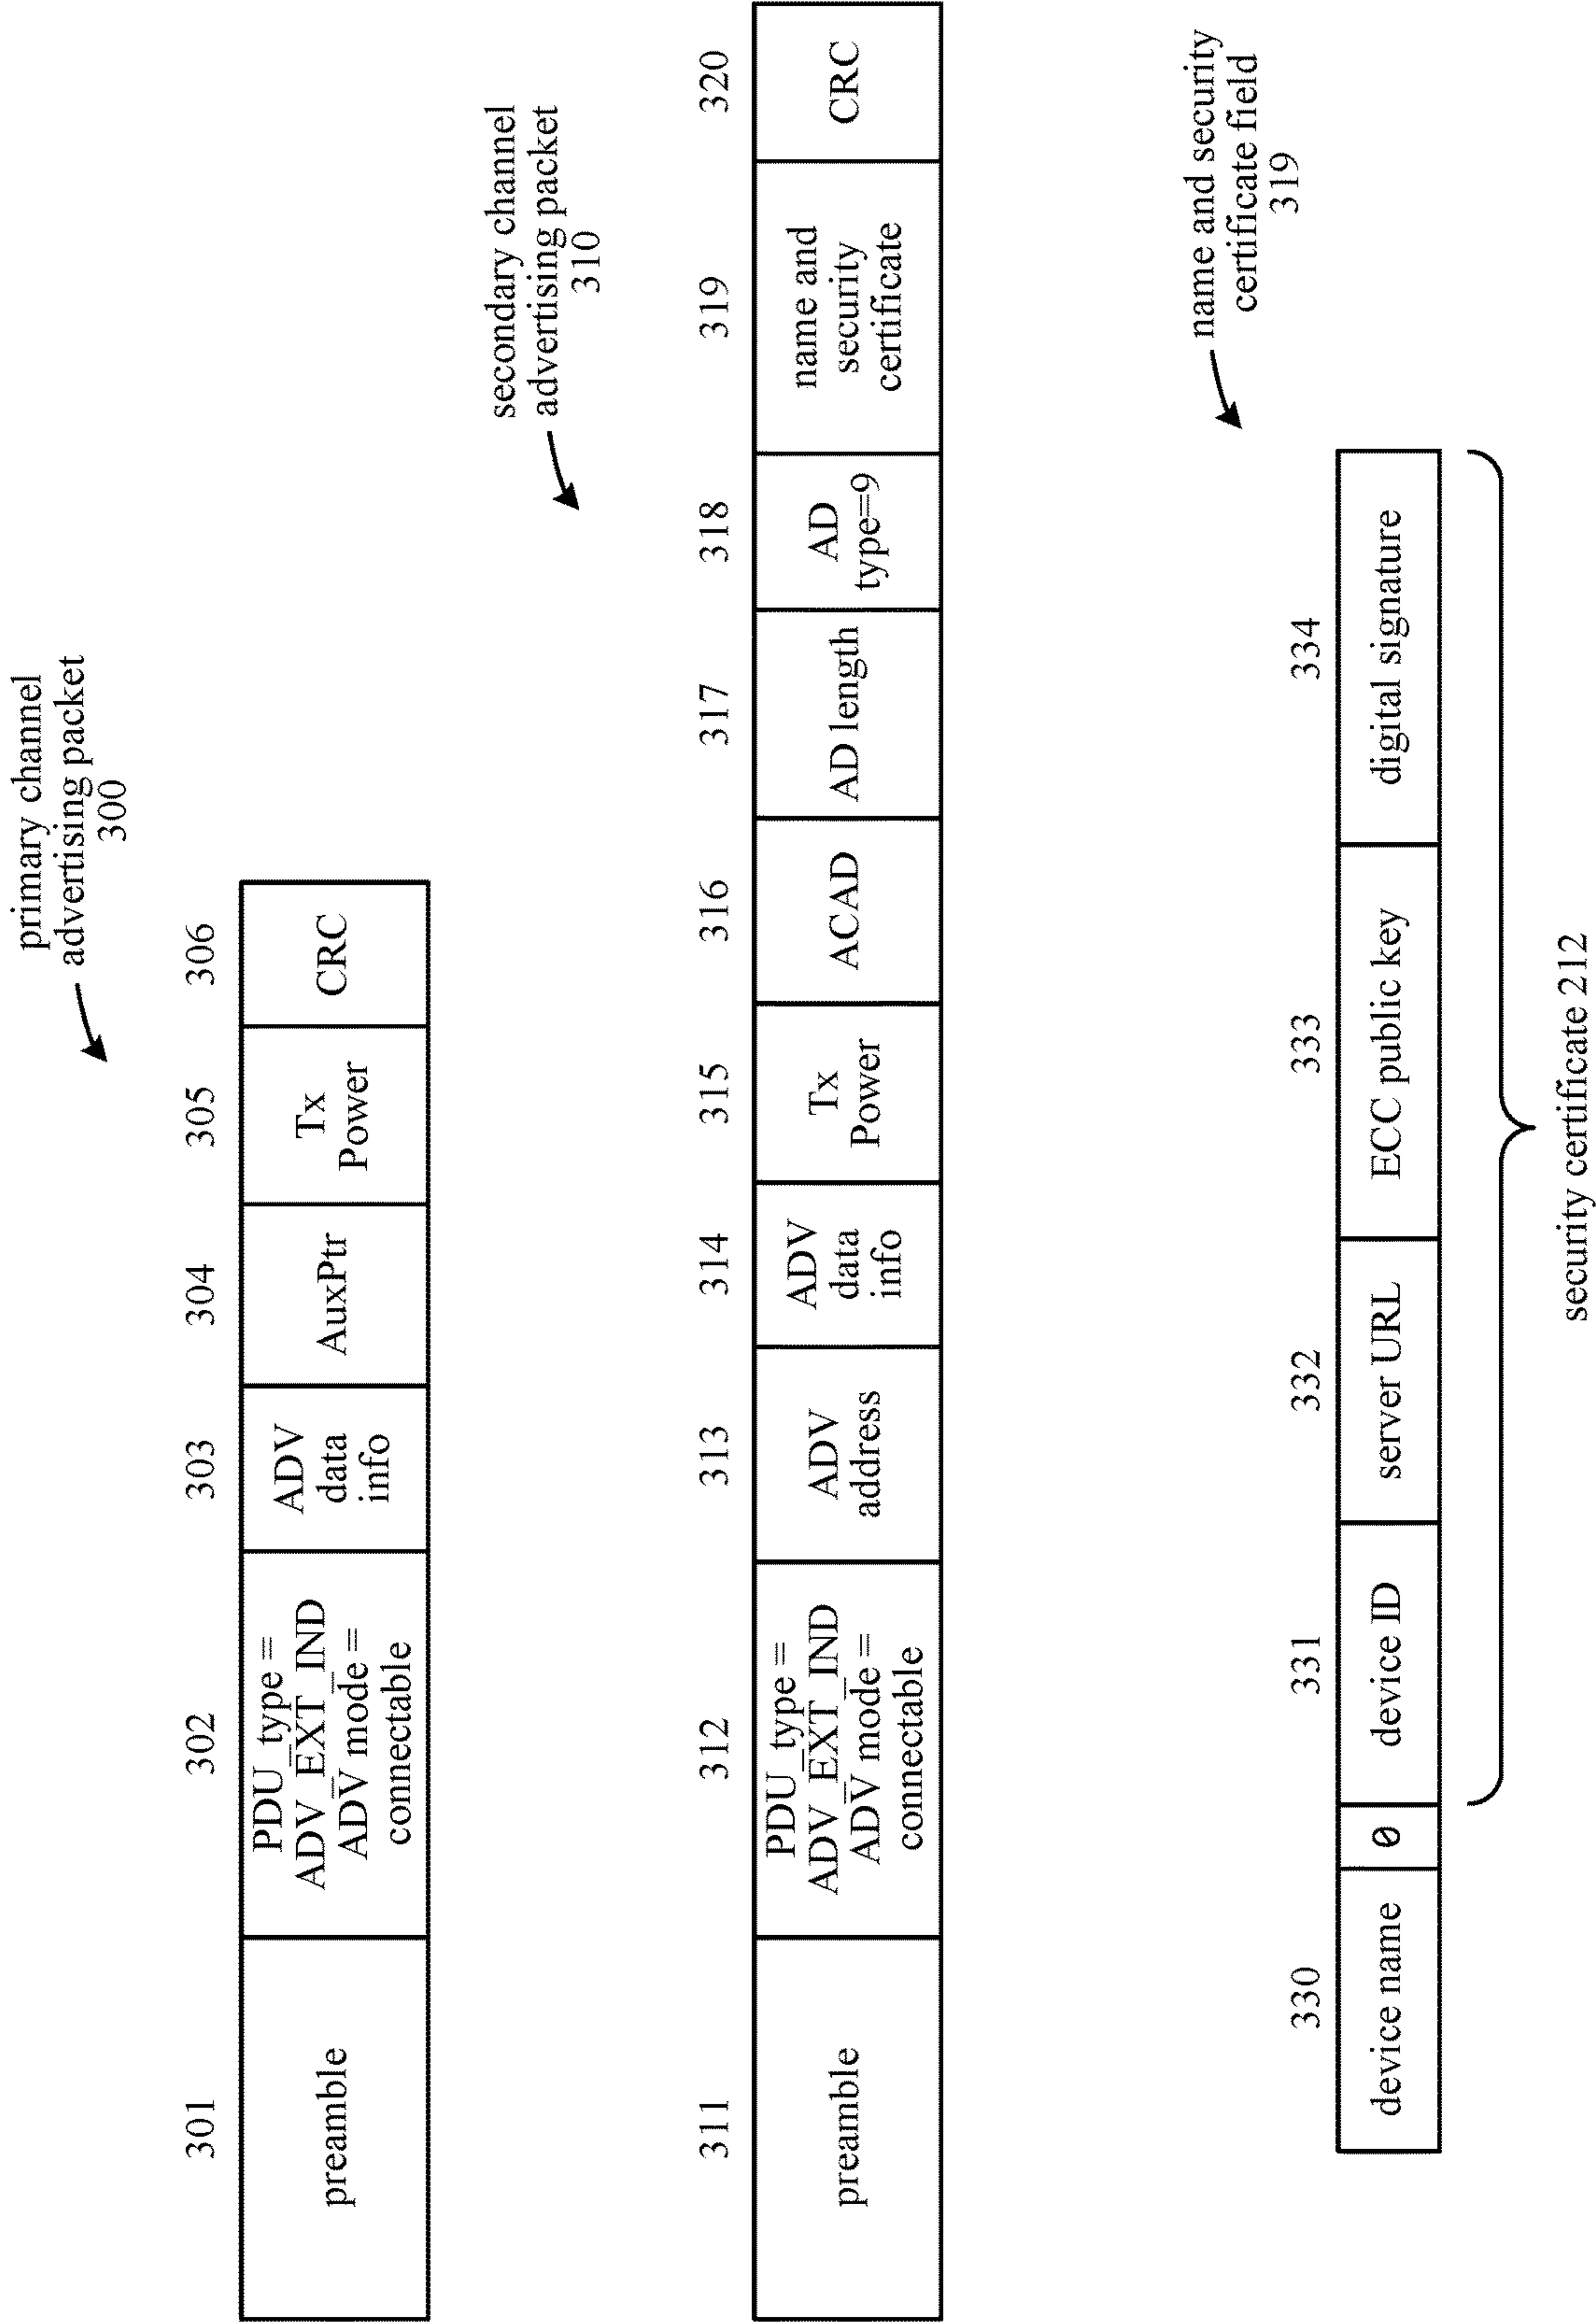 primary channel
advertising packet
300
301
302
303
304
305
306
preamble
PDU_type =
ADV_EXT_IND
ADV mode =
connectable
ADV
data
info
AuxPtr
Tx
Power
CRC
secondary channel
advertising packet
310
311
312
313
314
315
316
317
318
319
320
preamble
PDU_type =
ADV_EXT_IND
ADV mode =
connectable
ADV
address
ADV
data
info
Tx
Power
ACAD
AD length
AD
type=9
name and
security
certificate
CRC
name and security
certificate field
319
330
331
332
333
334
device name
0
device ID
server URL
ECC public key
digital signature
security certificate 212